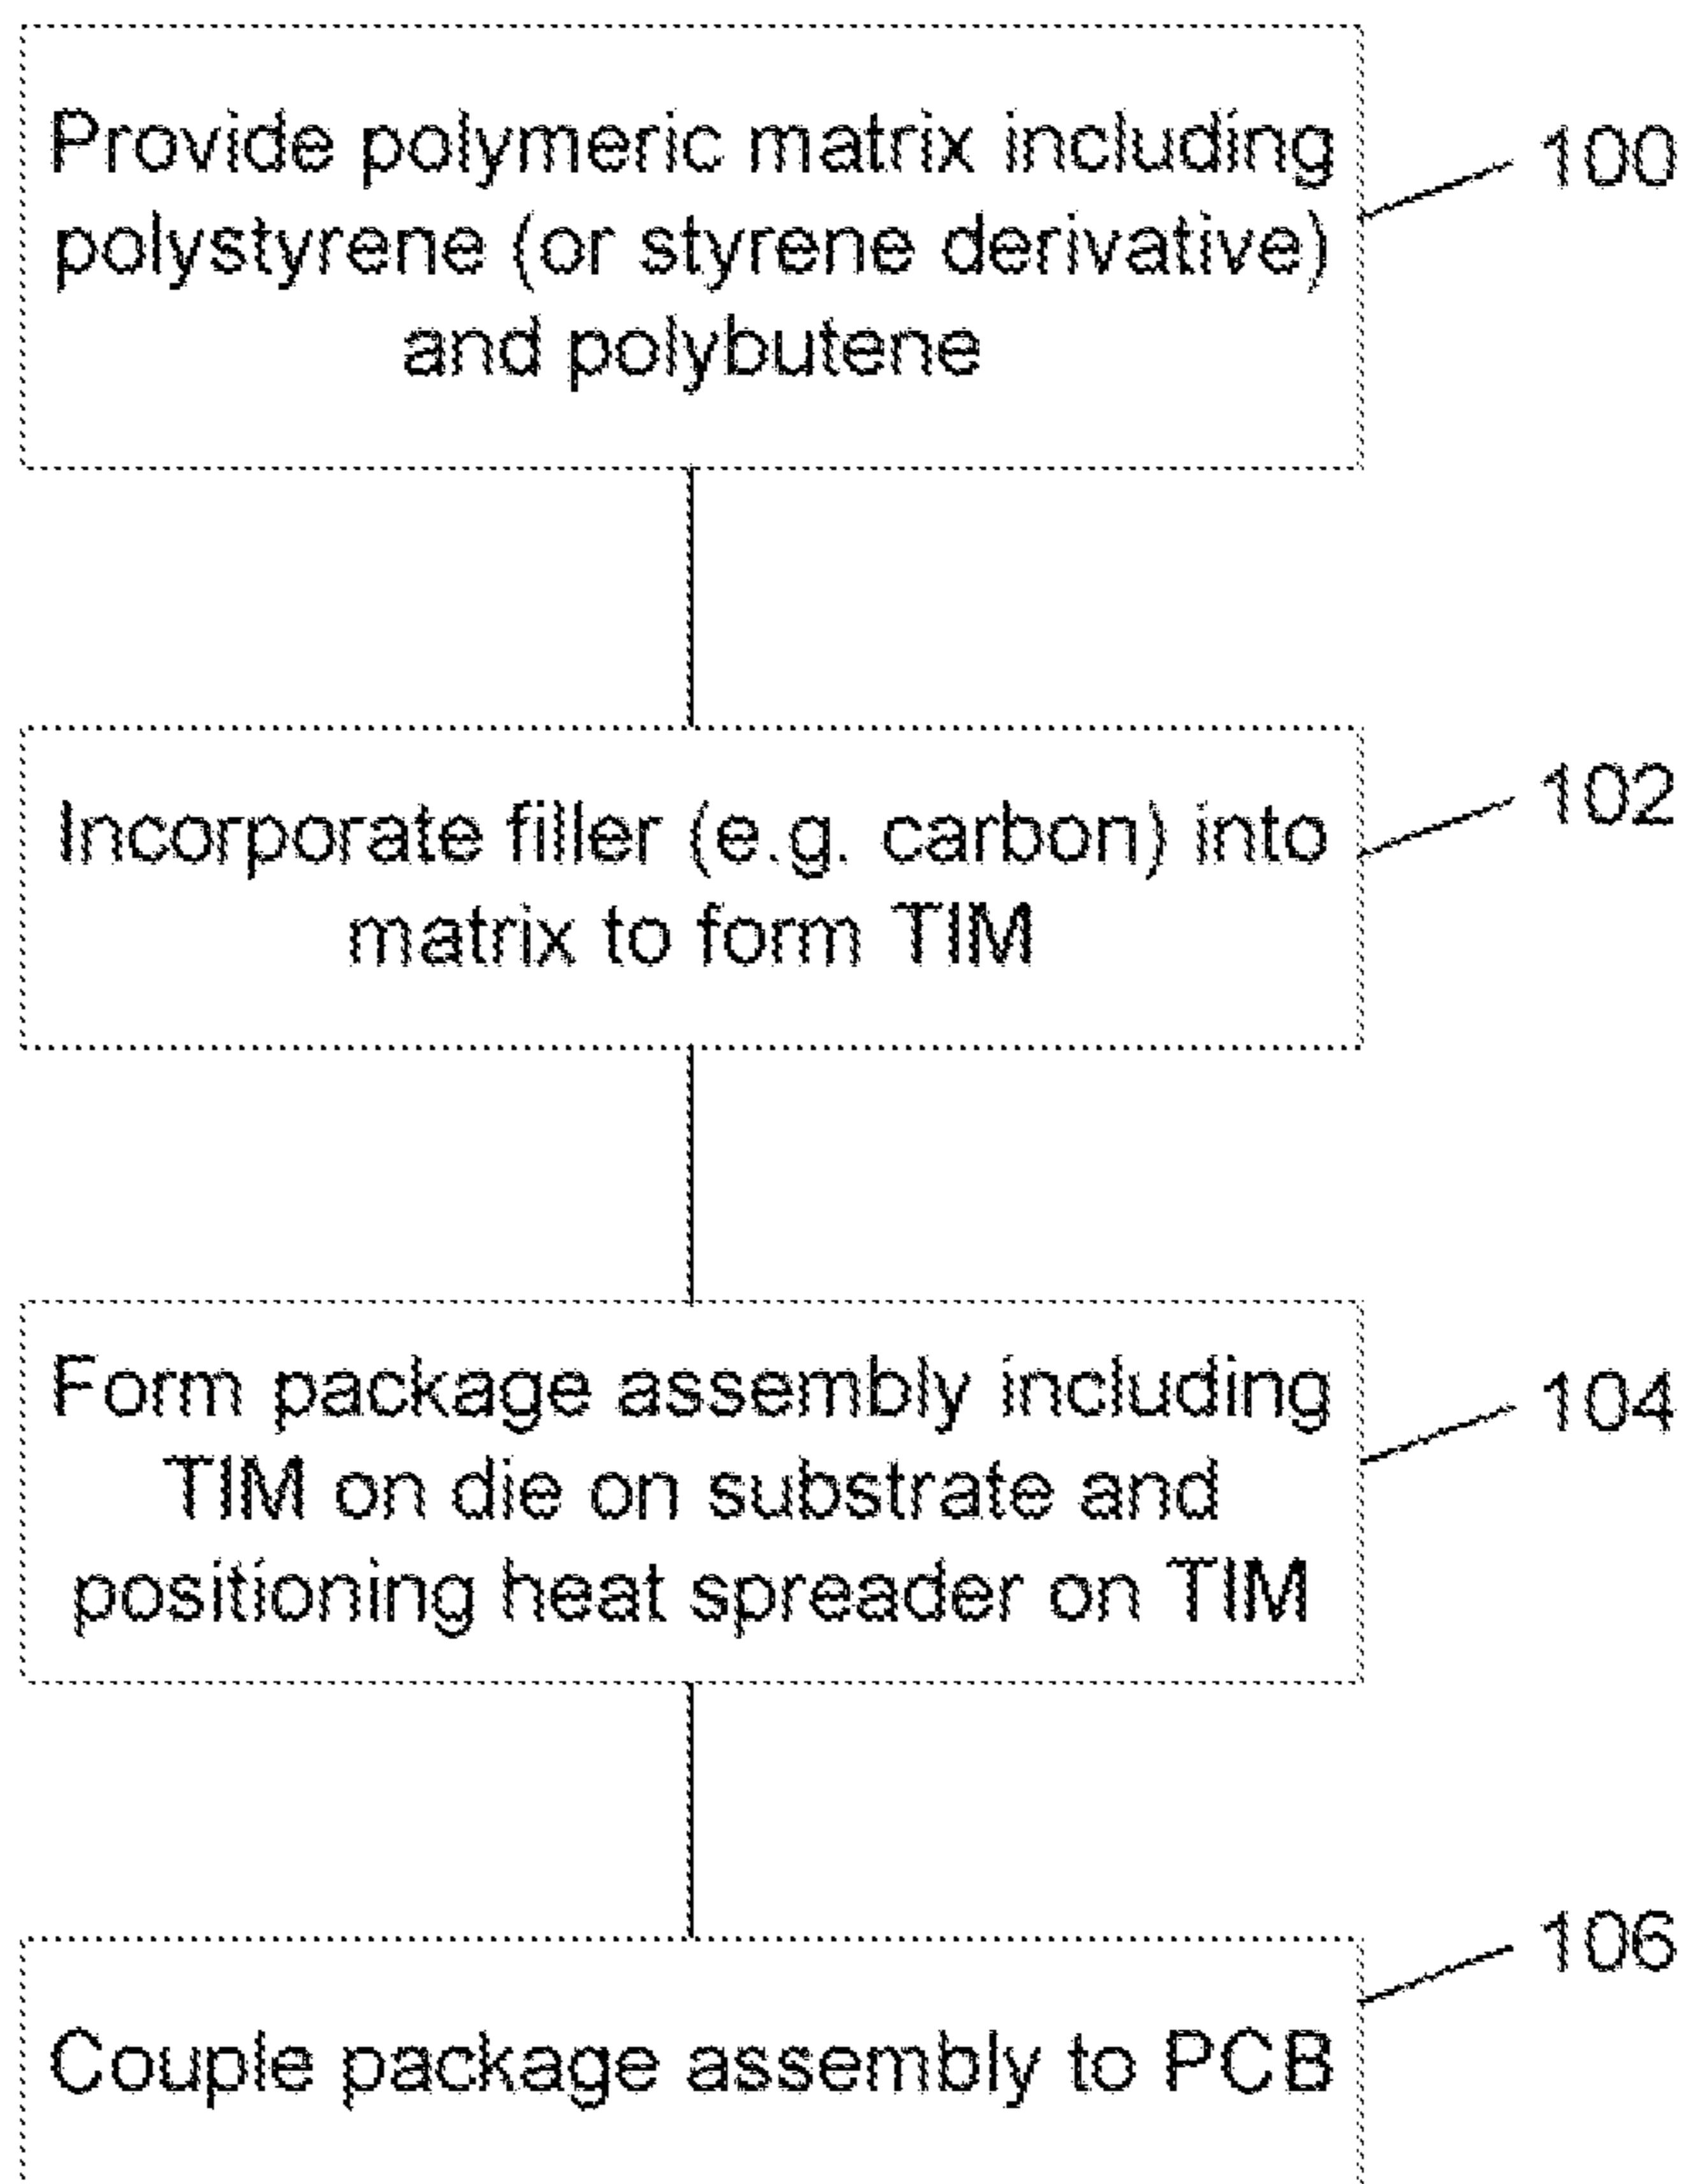 Provide polymeric matrix including
polystyrene (or styrene derivative)
and polybutene
100
Incorporate filler (e.g. carbon) into
matrix to form TIM
102
Form package assembly including
TIM on die on substrate and
positioning heat spreader on TIM
104
Couple package assembly to PCB
106